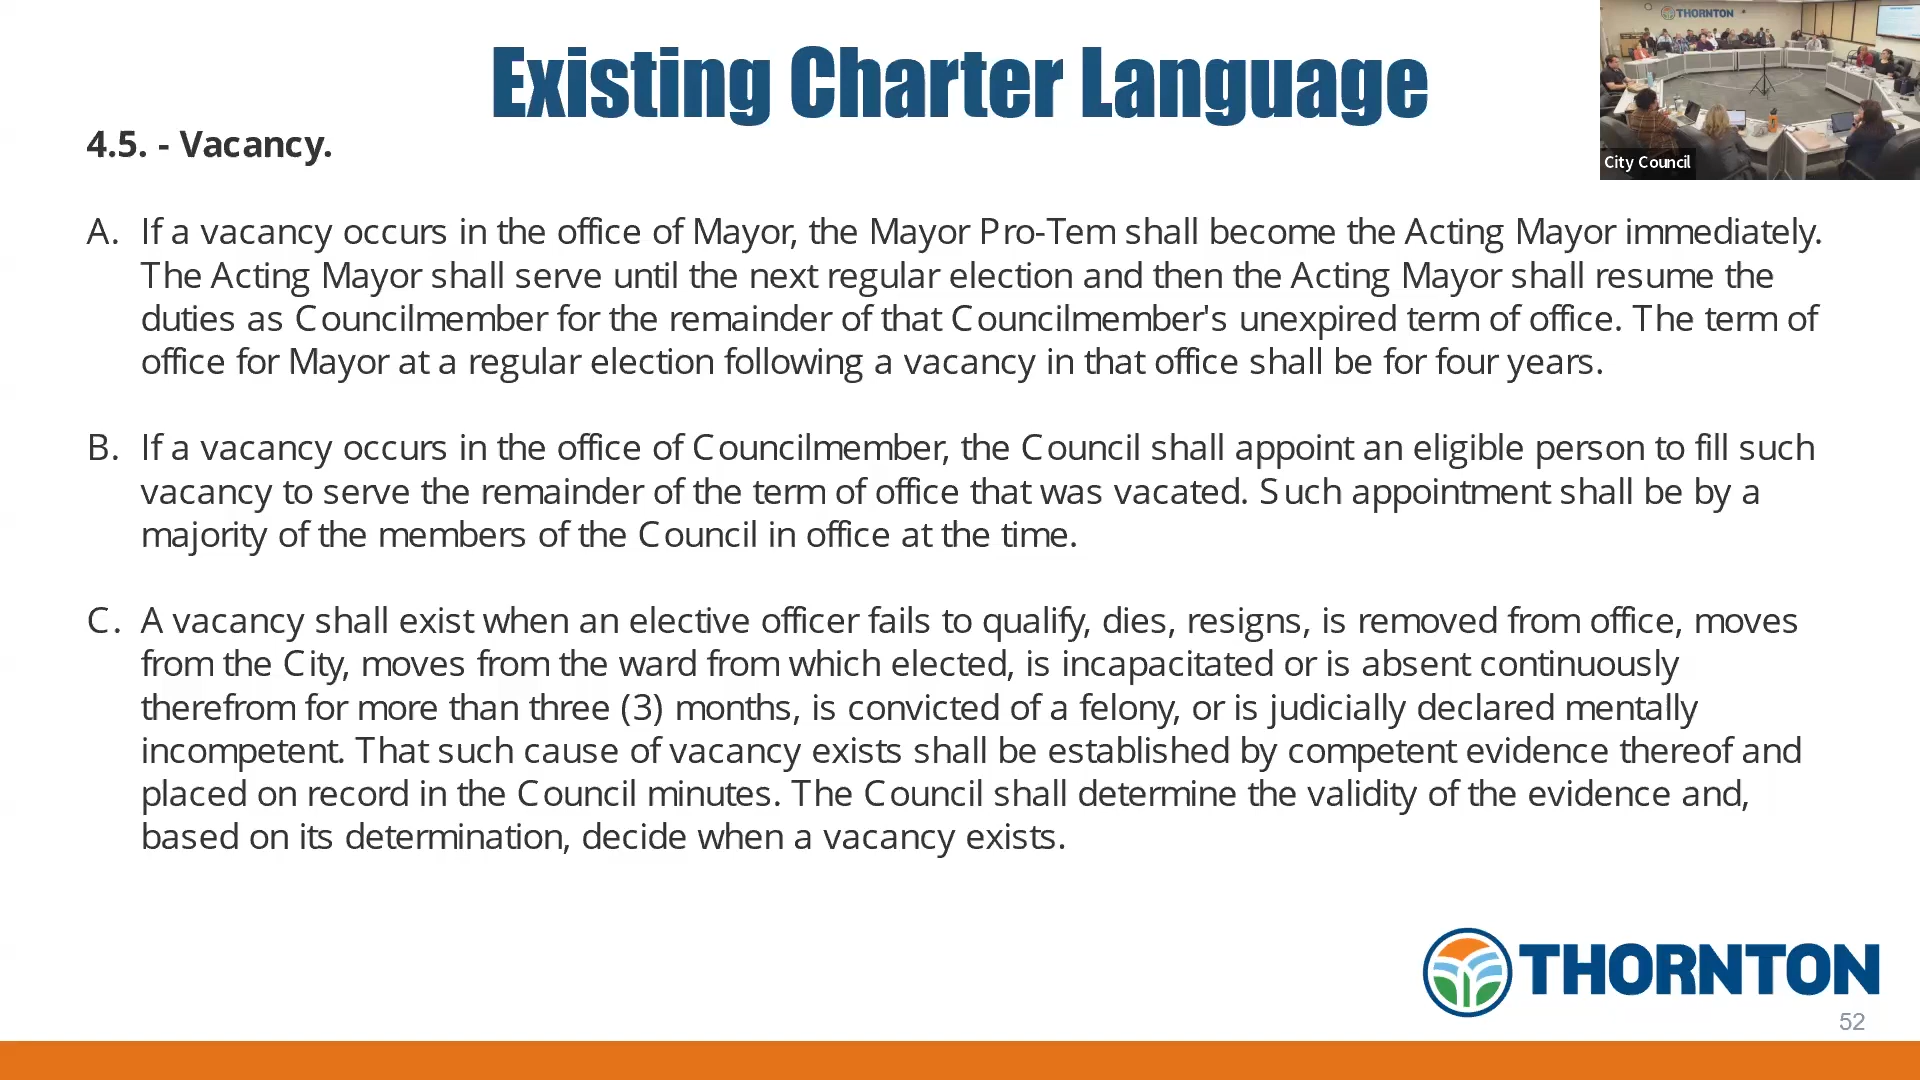 Existing Charter Language
THORNTON
City Council
4.5. - Vacancy.
A. If a vacancy occurs in the office of Mayor, the Mayor Pro-Tem shall become the Acting Mayor immediately.
The Acting Mayor shall serve until the next regular election and then the Acting Mayor shall resume the
duties as Councilmember for the remainder of that Councilmember's unexpired term of office. The term of
office for Mayor at a regular election following a vacancy in that office shall be for four years.
B. If a vacancy occurs in the office of Councilmember, the Council shall appoint an eligible person to fill such
vacancy to serve the remainder of the term of office that was vacated. Such appointment shall be by a
majority of the members of the Council in office at the time.
C. A vacancy shall exist when an elective officer fails to qualify, dies, resigns, is removed from office, moves
from the City, moves from the ward from which elected, is incapacitated or is absent continuously
therefrom for more than three (3) months, is convicted of a felony, or is judicially declared mentally
incompetent. That such cause of vacancy exists shall be established by competent evidence thereof and
placed on record in the Council minutes. The Council shall determine the validity of the evidence and,
based on its determination, decide when a vacancy exists.
THORNTON
52